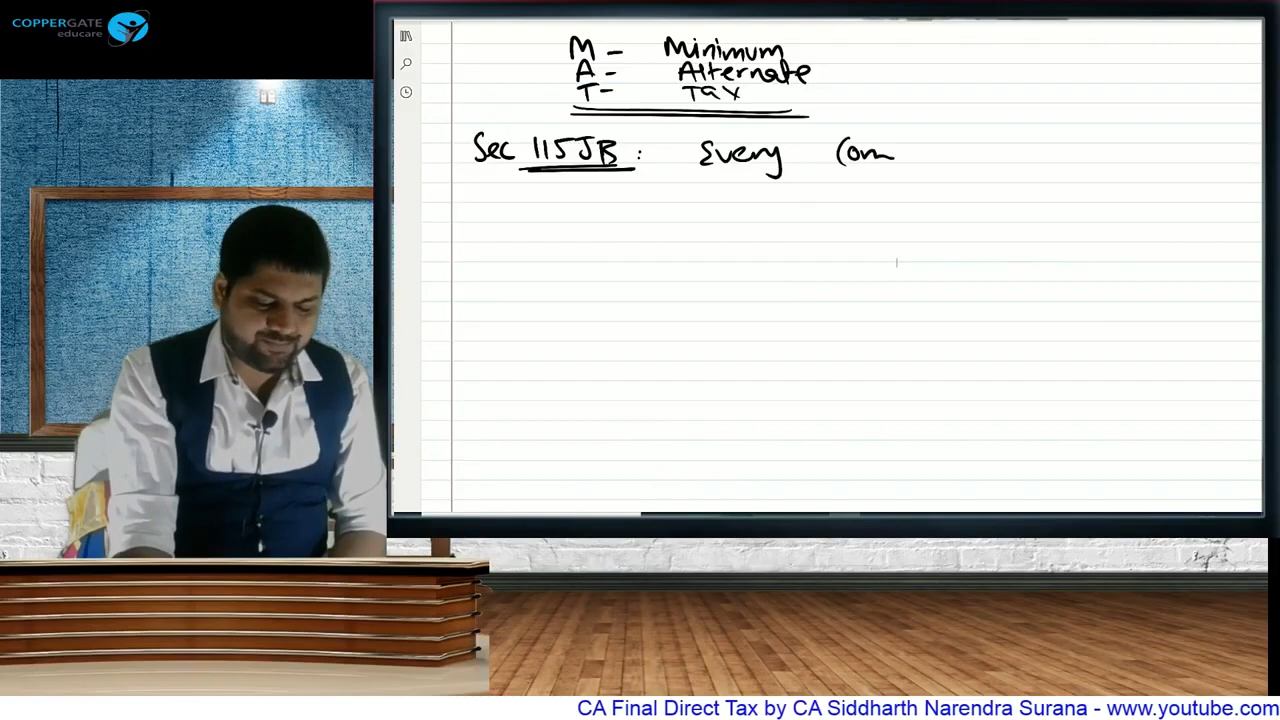 COPPERGATE
educare
M - Minimum
A - Alternate
T - Tax
Sec 115JB : Every Com
CA Final Direct Tax by CA Siddharth Narendra Surana - www.youtube.com